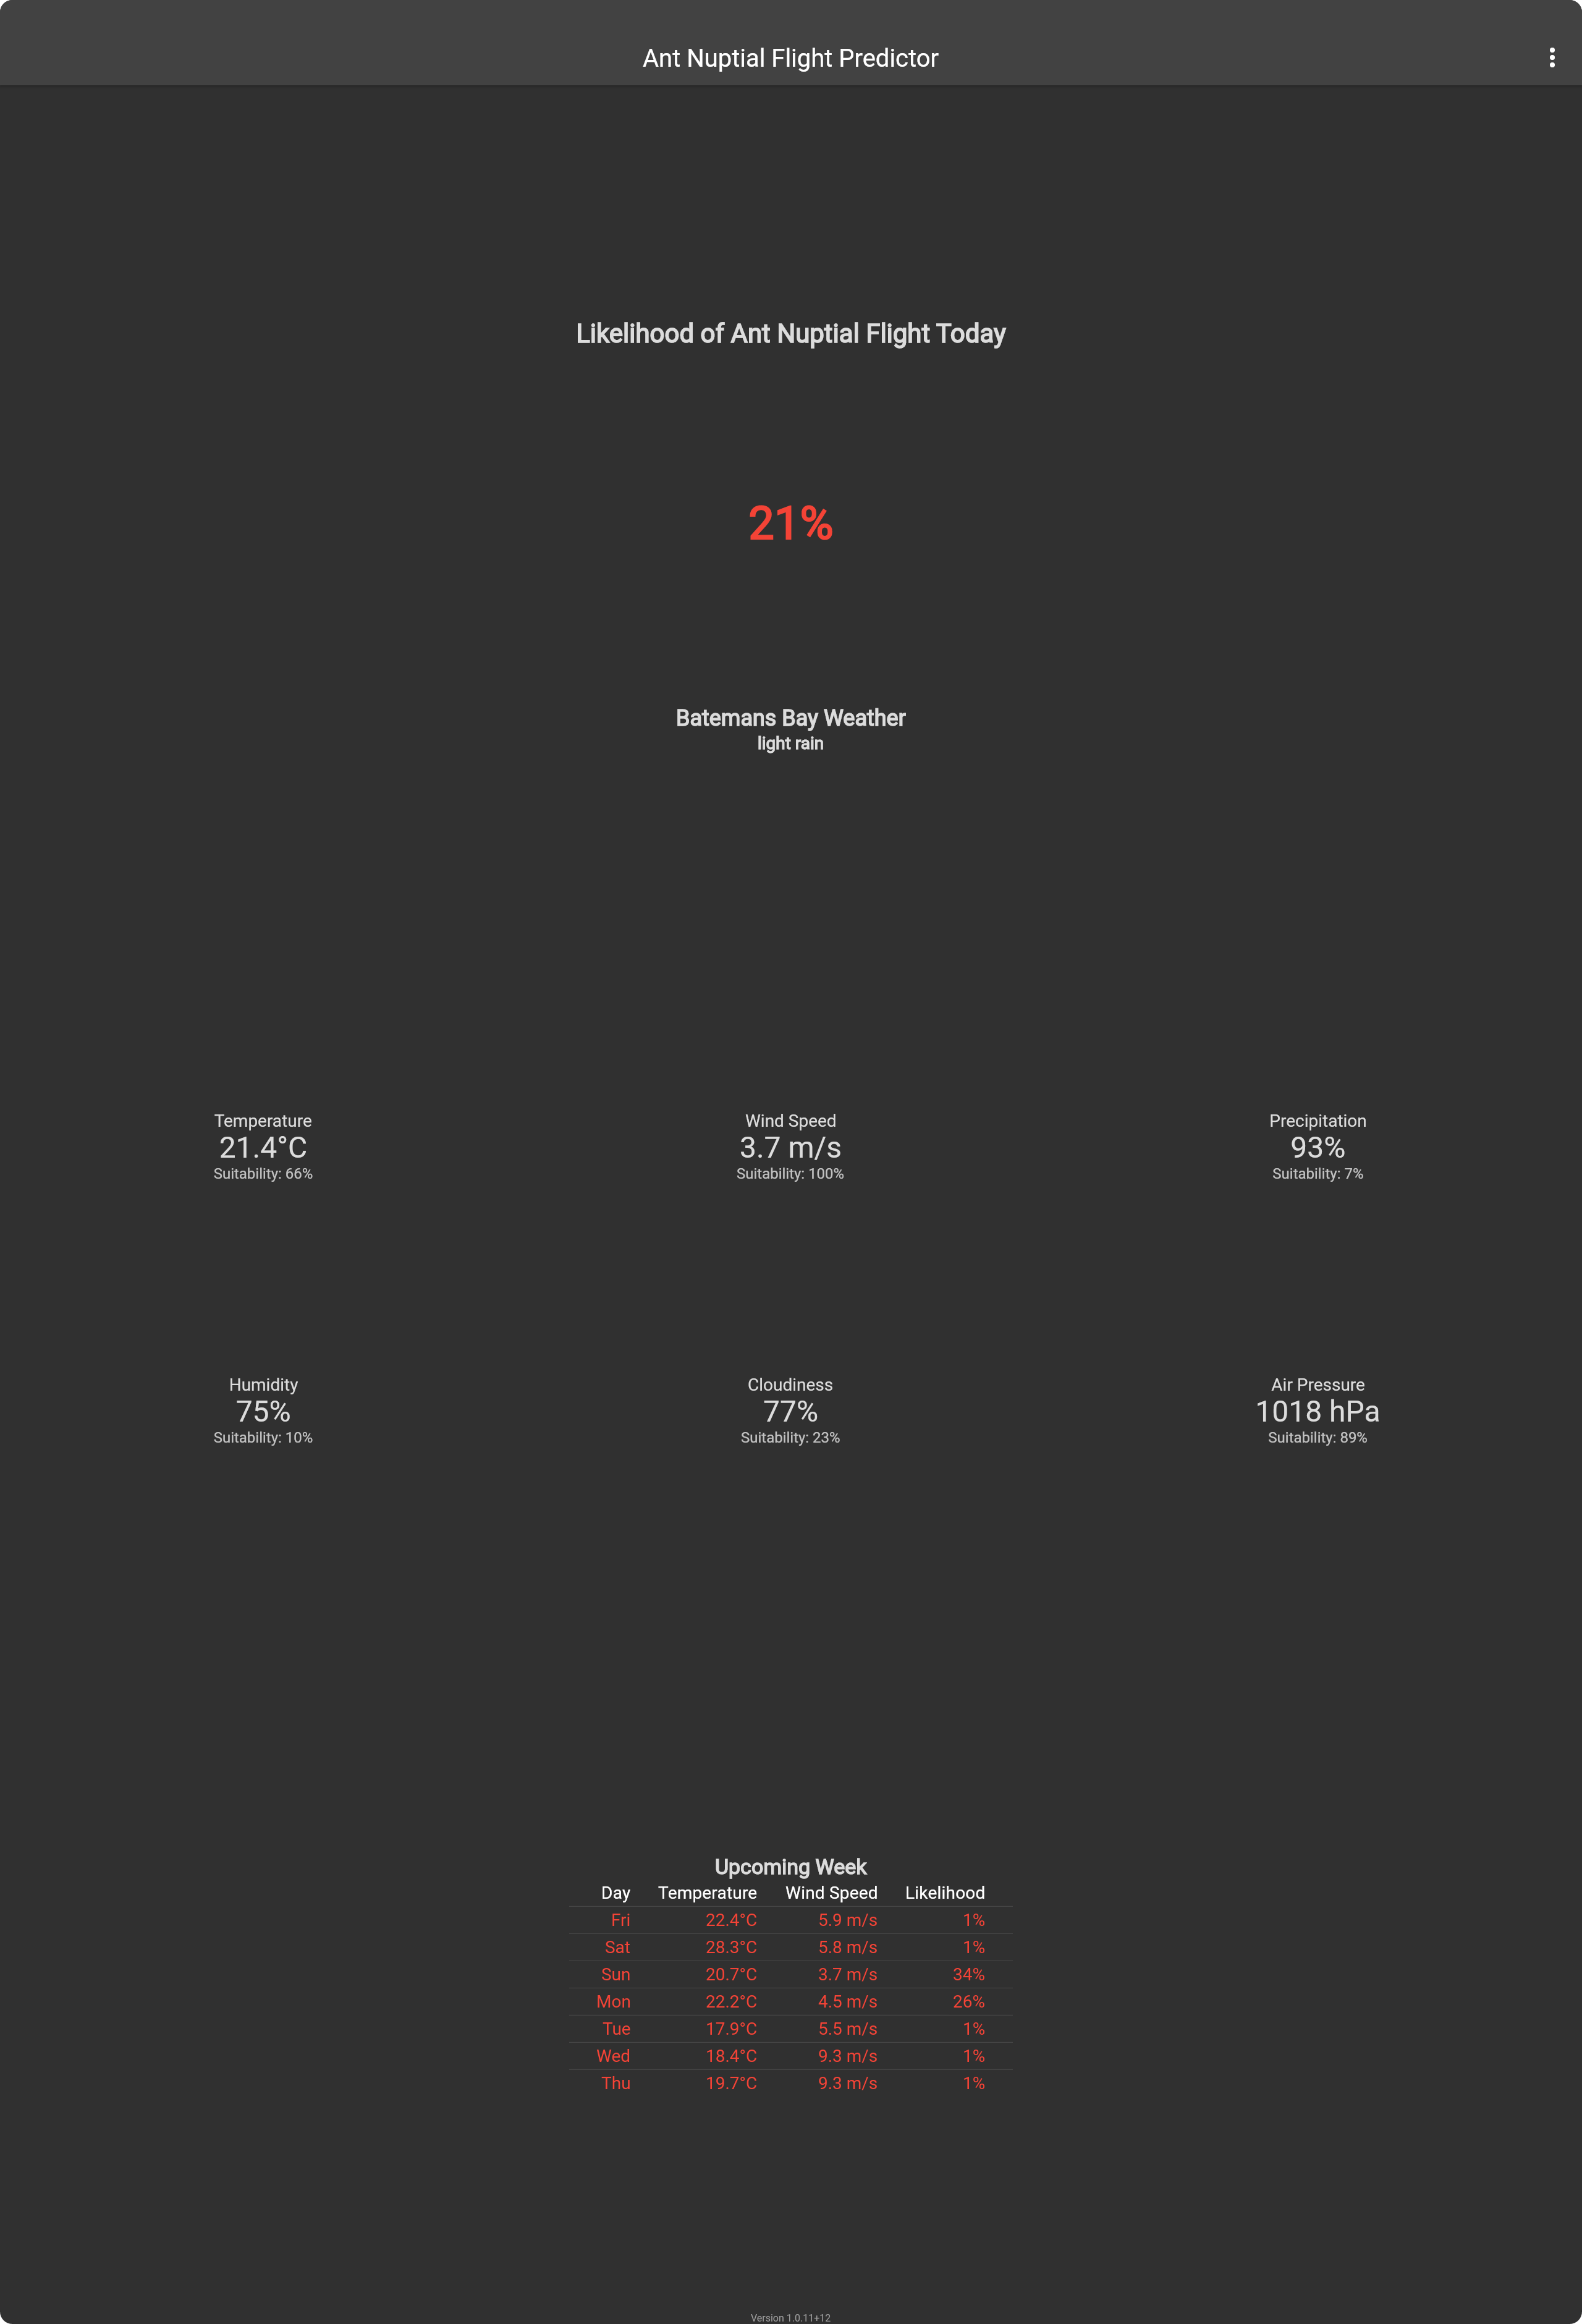 Ant Nuptial Flight Predictor
Likelihood of Ant Nuptial Flight Today
21%
Batemans Bay Weather
light rain
Temperature Wind Speed Precipitation
21.4°C 3.7 m/s 93%
Suitability: 66% Suitability: 100% Suitability: 7%
Humidity Cloudiness Air Pressure
75% 77% 1018 hPa
Suitability: 10% Suitability: 23% Suitability: 89%
Upcoming Week
Day Temperature Wind Speed Likelihood
Fri 22.4°C 5.9 m/s 1%
Sat 28.3°C 5.8 m/s 1%
Sun 20.7°C 3.7 m/s 34%
Mon 22.2°C 4.5 m/s 26%
Tue 17.9°C 5.5 m/s 1%
Wed 18.4°C 9.3 m/s 1%
Thu 19.7°C 9.3 m/s 1%
Version 1.0.11+12